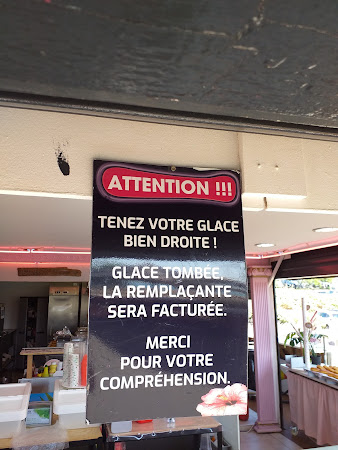 ATTENTION !!!
TENEZ VOTRE GLACE
BIEN DROITE !
GLACE TOMBÉE,
LA REMPLAÇANTE
SERA FACTURÉE.
MERCI
POUR VOTRE
COMPRÉHENSION.